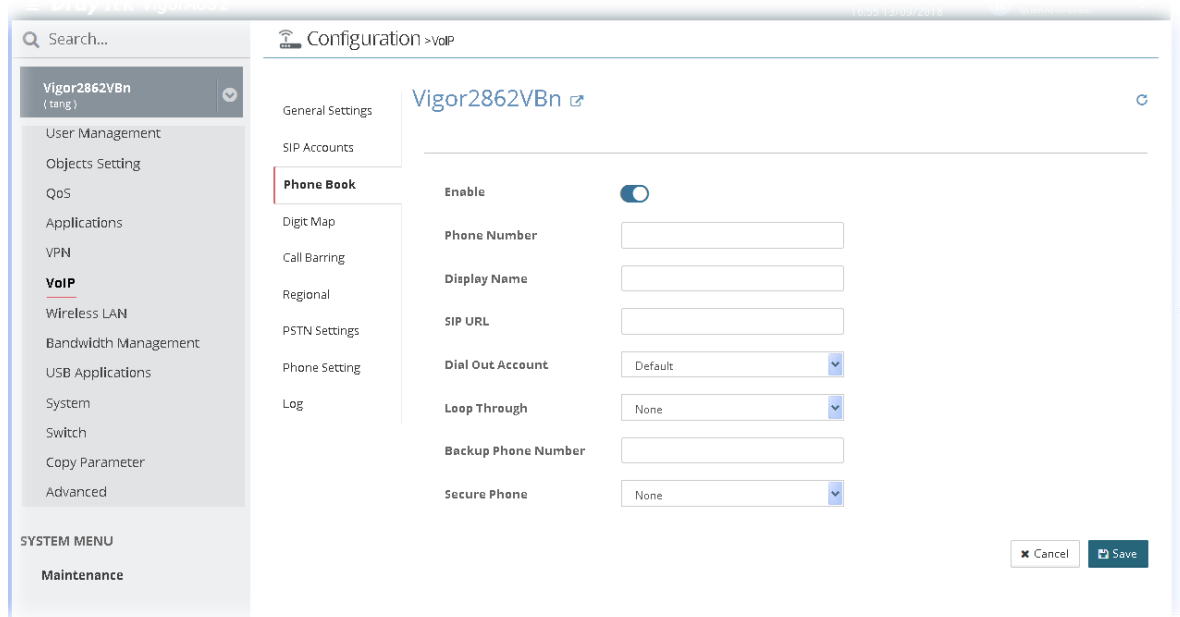 Search...
Configuration >VoIP
Vigor2862VBn
( tang )
User Management
Objects Setting
QoS
Applications
VPN
VoIP
Wireless LAN
Bandwidth Management
USB Applications
System
Switch
Copy Parameter
Advanced
SYSTEM MENU
Maintenance
General Settings
SIP Accounts
Phone Book
Digit Map
Call Barring
Regional
PSTN Settings
Phone Setting
Log
Vigor2862VBn
Enable
Phone Number
Display Name
SIP URL
Dial Out Account Default
Loop Through None
Backup Phone Number
Secure Phone None
Cancel Save